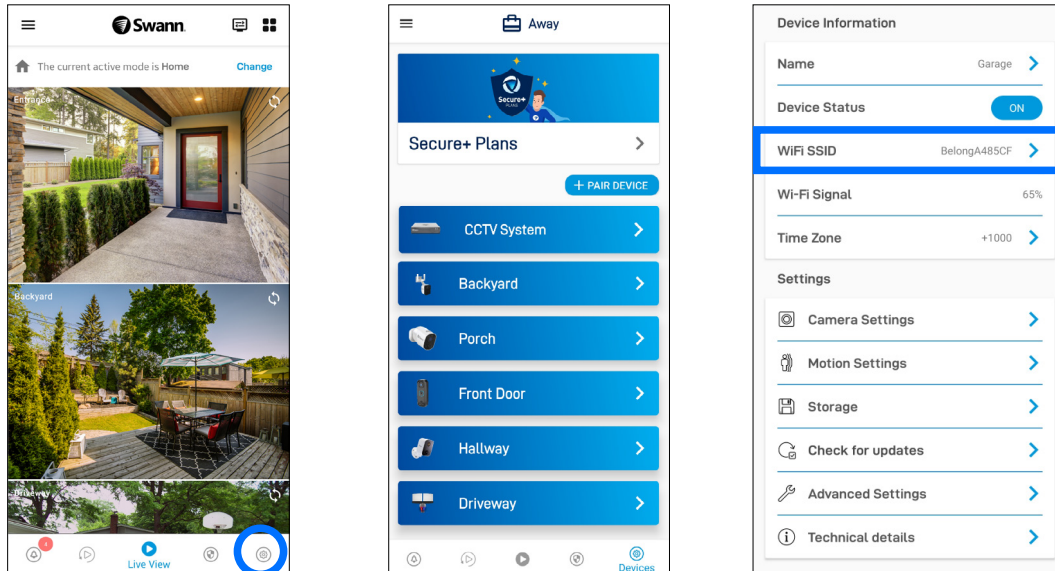 Swann
The current active mode is Home Change
Entrance
Backyard
Driveway
4
Live View
Away
Secure+
PLANS
Secure+ Plans
+ PAIR DEVICE
CCTV System
Backyard
Porch
Front Door
Hallway
Driveway
Devices
Device Information
Name Garage
Device Status ON
WiFi SSID BelongA485CF
Wi-Fi Signal 65%
Time Zone +1000
Settings
Camera Settings
Motion Settings
Storage
Check for updates
Advanced Settings
Technical details